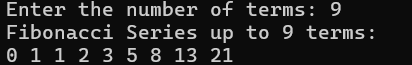 Enter the number of terms: 9
Fibonacci Series up to 9 terms:
0 1 1 2 3 5 8 13 21